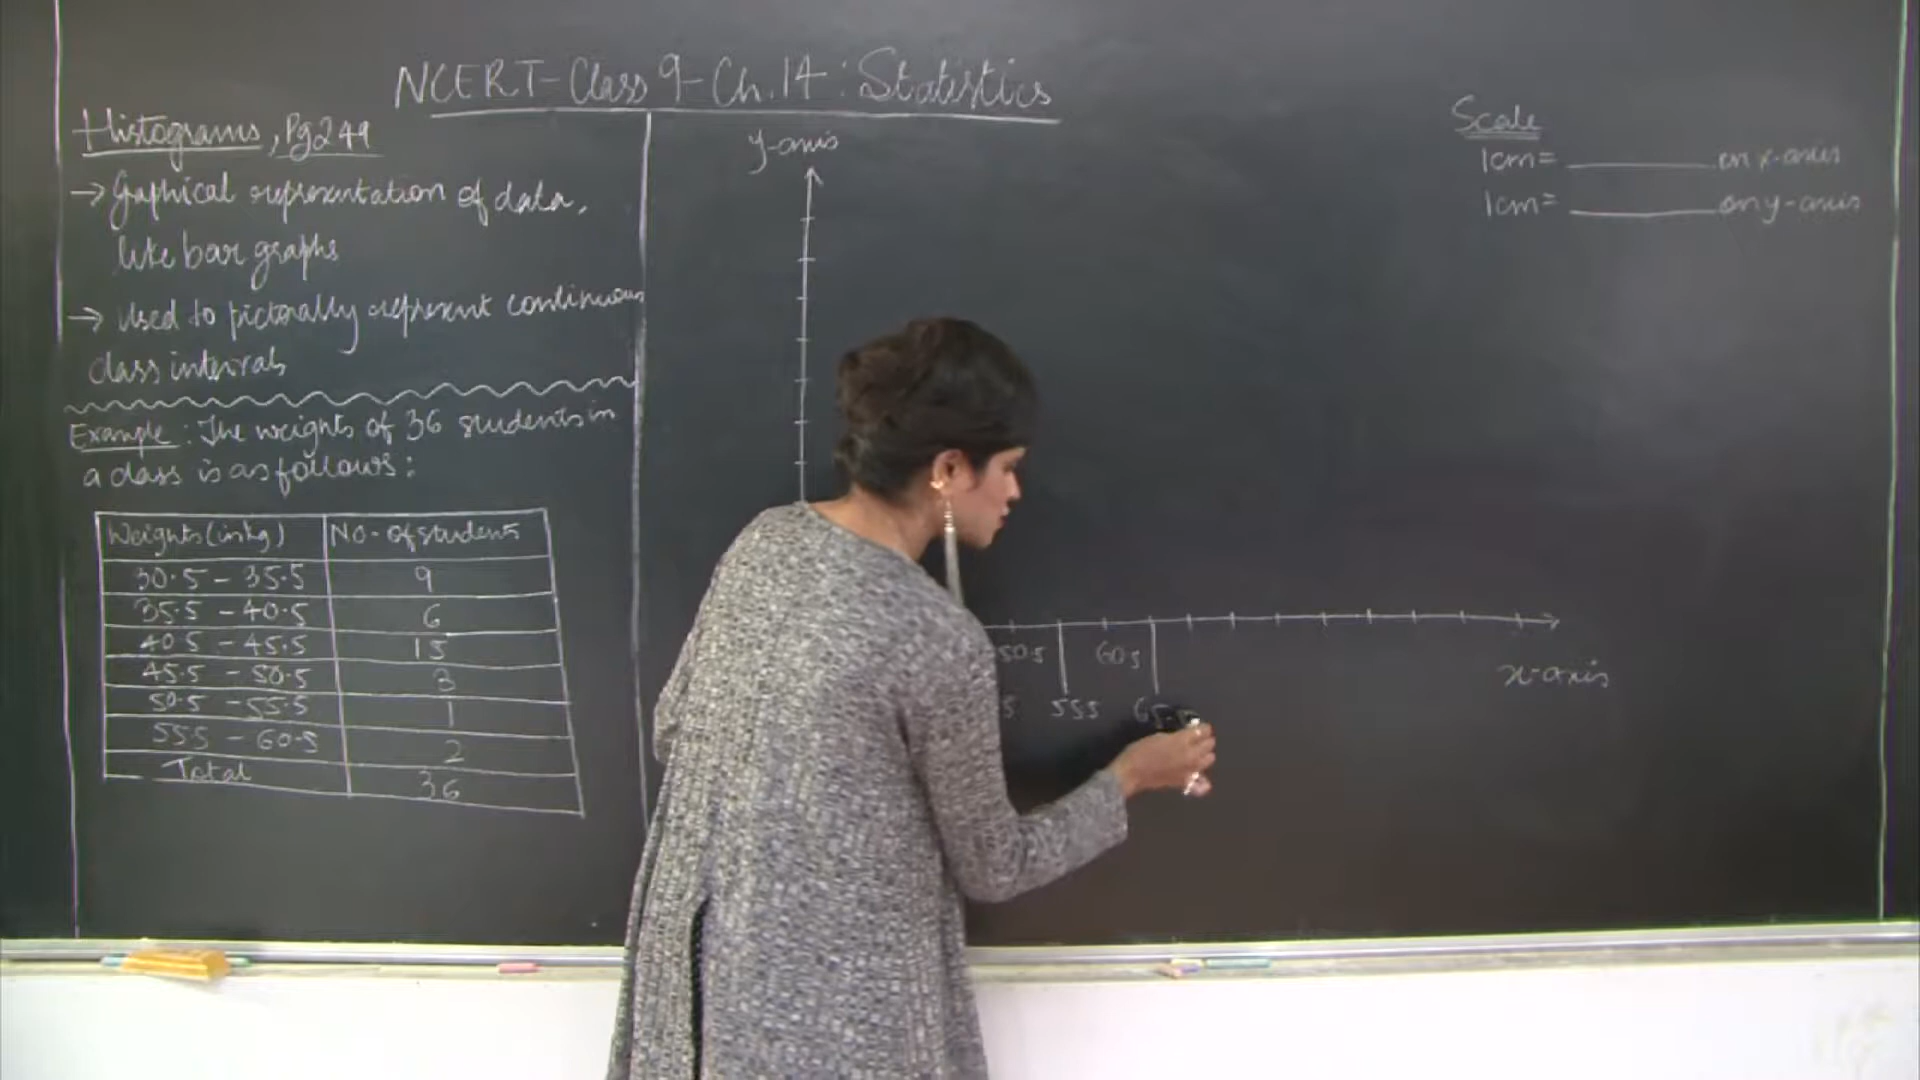 NCERT-Class 9-Ch.14: Statistics
Histograms, Pg 249
→ Graphical representation of data,
like bar graphs
→ Used to pictorally represent continuous
class intervals
Example: The weights of 36 students in
a class is as follows:
Weights (in kg) No. of students
30.5 - 35.5 9
35.5 - 40.5 6
40.5 - 45.5 15
45.5 - 50.5 3
50.5 - 55.5 1
55.5 - 60.5 2
Total 36
y-axis
50.5 60.5
55.5 65.
x-axis
Scale
1cm = ______ on x-axis
1cm = ______ on y-axis